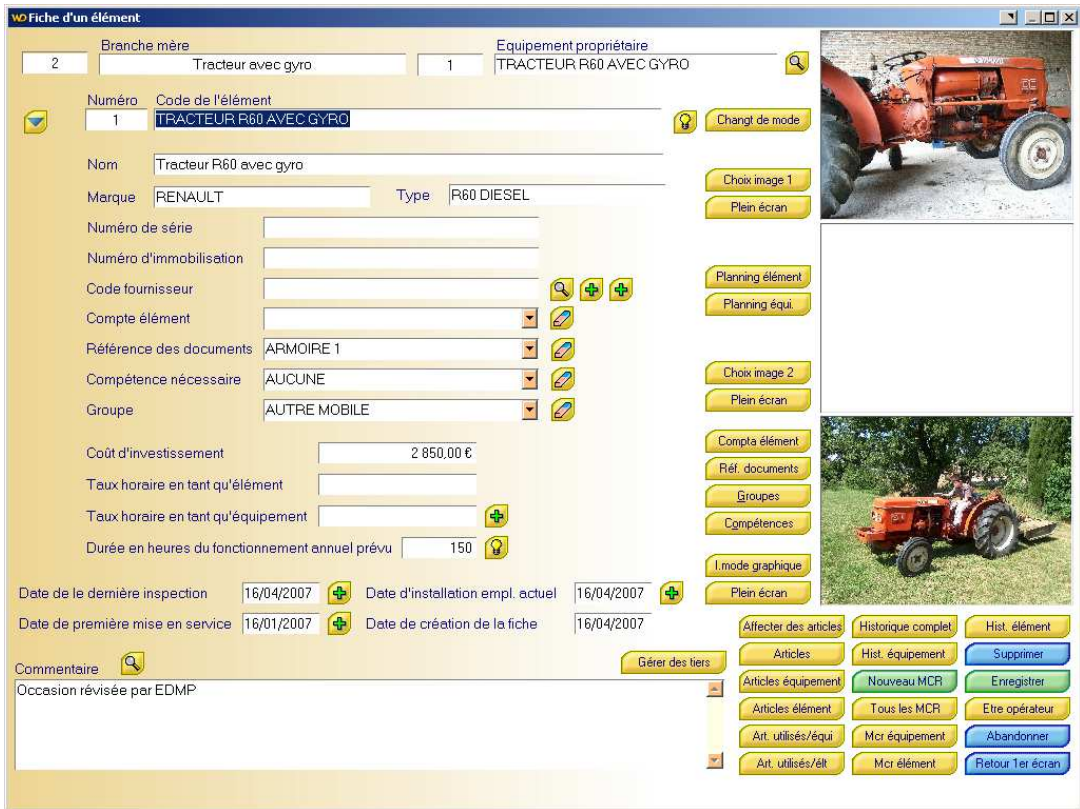 WD Fiche d'un élément
Branche mère
Equipement propriétaire
2
Tracteur avec gyro
1
TRACTEUR R60 AVEC GYRO
Numéro
Code de l'élément
1
TRACTEUR R60 AVEC GYRO
Changt de mode
Nom
Tracteur R60 avec gyro
Choix image 1
Marque
RENAULT
Type
R60 DIESEL
Plein écran
Numéro de série
Numéro d'immobilisation
Planning élément
Code fournisseur
Planning équi.
Compte élément
Référence des documents
ARMOIRE 1
Choix image 2
Compétence nécessaire
AUCUNE
Plein écran
Groupe
AUTRE MOBILE
Compta élément
Coût d'investissement
2 850,00 €
Réf. documents
Taux horaire en tant qu'élément
Groupes
Taux horaire en tant qu'équipement
Compétences
Durée en heures du fonctionnement annuel prévu
150
I.mode graphique
Date de le dernière inspection
16/04/2007
Date d'installation empl. actuel
16/04/2007
Plein écran
Date de première mise en service
16/01/2007
Date de création de la fiche
16/04/2007
Affecter des articles
Historique complet
Hist. élément
Commentaire
Gérer des tiers
Articles
Hist. équipement
Supprimer
Occasion révisée par EDMP
Articles équipement
Nouveau MCR
Enregistrer
Articles élément
Tous les MCR
Etre opérateur
Art. utilisés/équi
Mcr équipement
Abandonner
Art. utilisés/élt
Mcr élément
Retour 1er écran